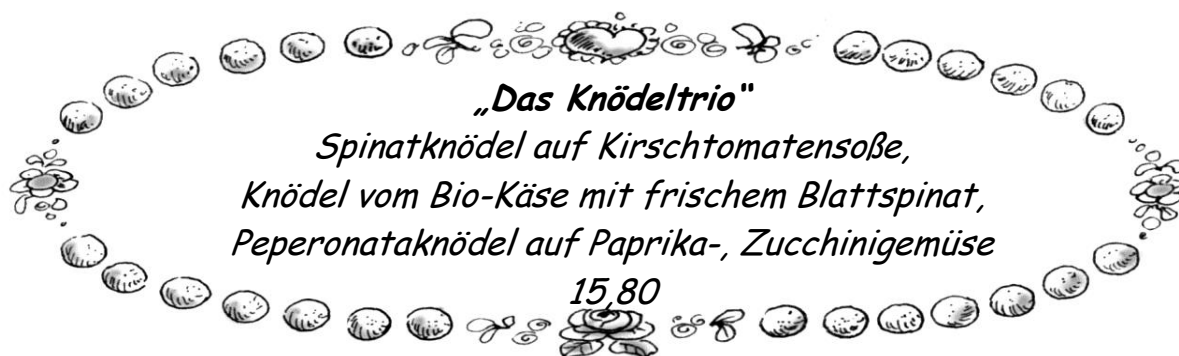 „Das Knödeltrio“
Spinatknödel auf Kirschtomatensoße,
Knödel vom Bio-Käse mit frischem Blattspinat,
Peperonataknödel auf Paprika-, Zucchinigemüse
15,80